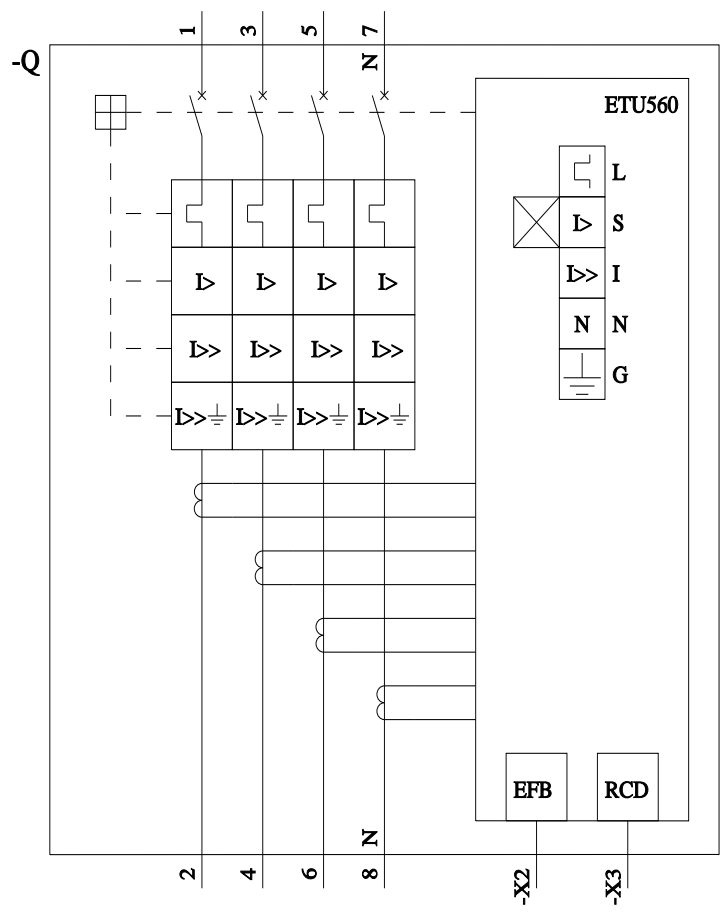 1 3 5 7
-Q N
ETU560
L
I> S
I> I> I> I> I>> I
I>> I>> I>> I>> N N
G
I>> I>> I>> I>>
EFB RCD
N
2 4 6 8 -X2 -X3